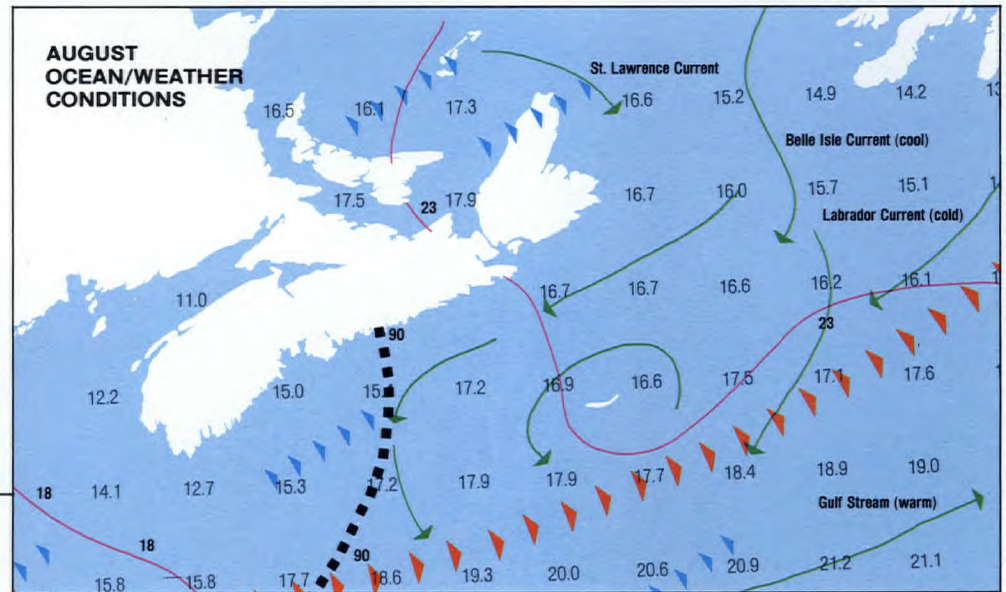 AUGUST
OCEAN/WEATHER
CONDITIONS
St. Lawrence Current
16.5 16.1 17.3 16.6 15.2 14.9 14.2
Belle Isle Current (cool)
17.5 23 17.9 16.7 16.0 15.7 15.1
Labrador Current (cold)
11.0 16.7 16.7 16.6 16.2 16.1
23
90
12.2 15.0 17.2 16.9 16.6 17.5 17.1 17.6
18 14.1 12.7 15.3 17.2 17.9 17.9 17.7 18.4 18.9 19.0
Gulf Stream (warm)
18
90
15.8 15.8 17.7 18.6 19.3 20.0 20.6 20.9 21.2 21.1